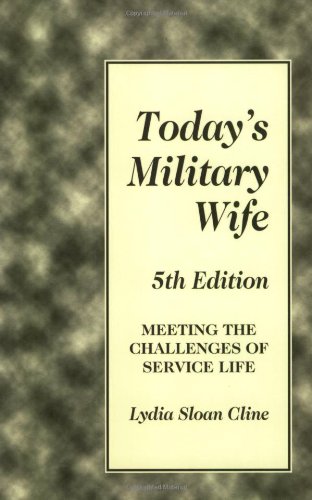 Today's
Military
Wife
5th Edition
MEETING THE
CHALLENGES OF
SERVICE LIFE
Lydia Sloan Cline